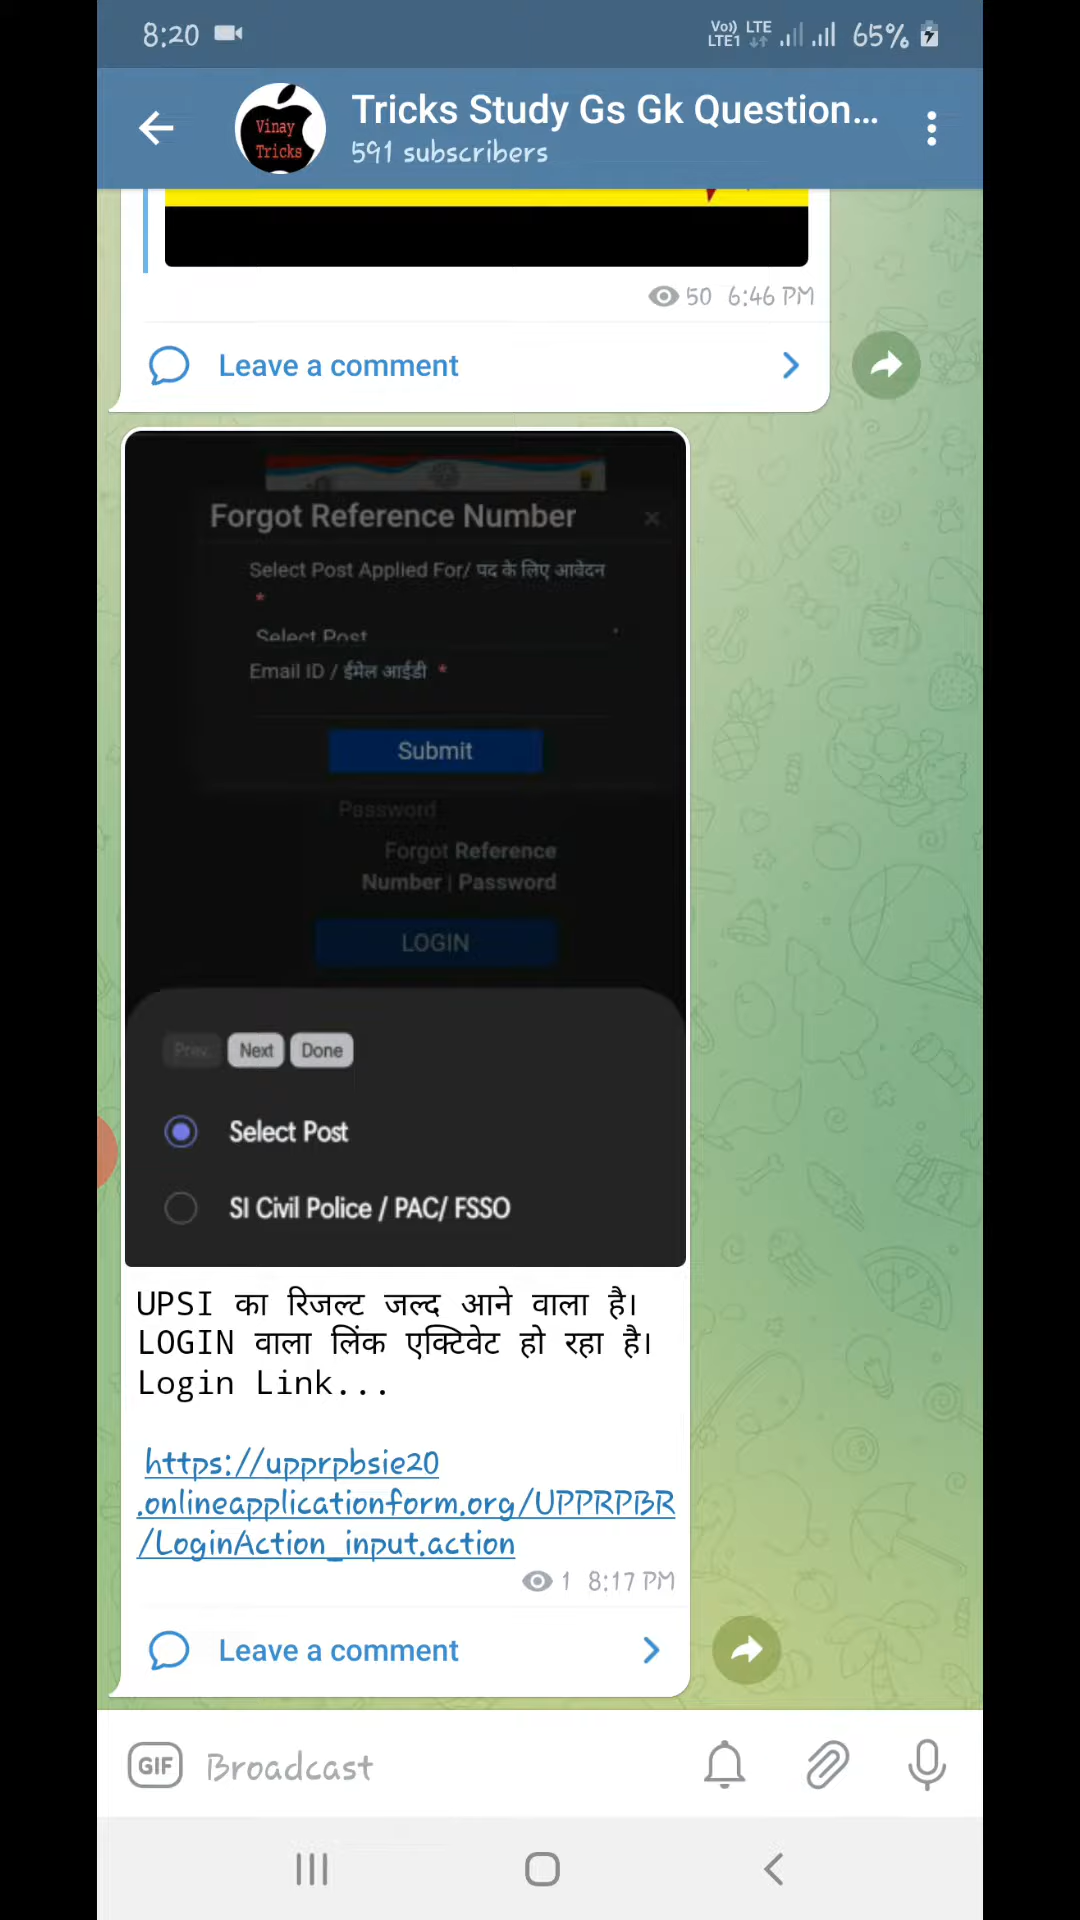 8:20
Vo)) LTE
LTE1
65%
Vinay
Tricks
Tricks Study Gs Gk Question...
591 subscribers
50 6:46 PM
Leave a comment
Forgot Reference Number ×
Select Post Applied For/ पद के लिए आवेदन
*
Select Post
Email ID / ईमेल आईडी *
Submit
Password
Forgot Reference
Number | Password
LOGIN
Prev Next Done
Select Post
SI Civil Police / PAC/ FSSO
UPSI का रिजल्ट जल्द आने वाला है।
LOGIN वाला लिंक एक्टिवेट हो रहा है।
Login Link...
https://upprpbsie20
.onlineapplicationform.org/UPPRPBR
/LoginAction_input.action
1 8:17 PM
Leave a comment
GIF Broadcast